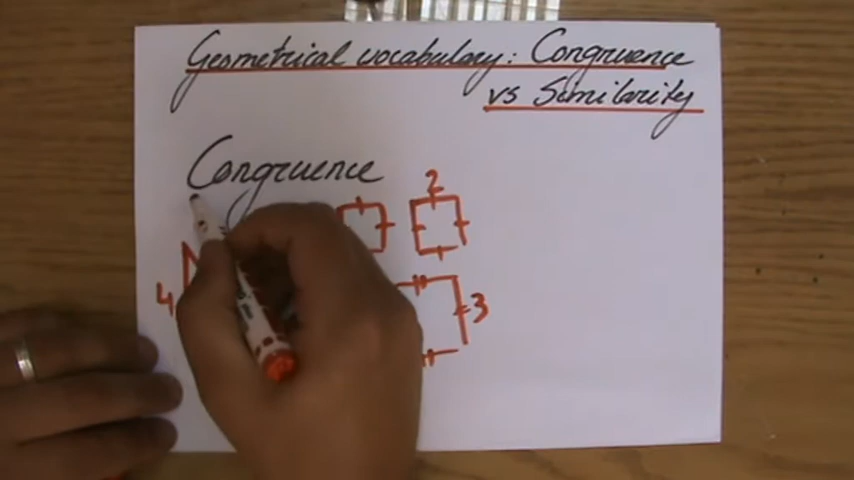 Geometrical vocabulary: Congruence
vs Similarity
Congruence
2
4
3